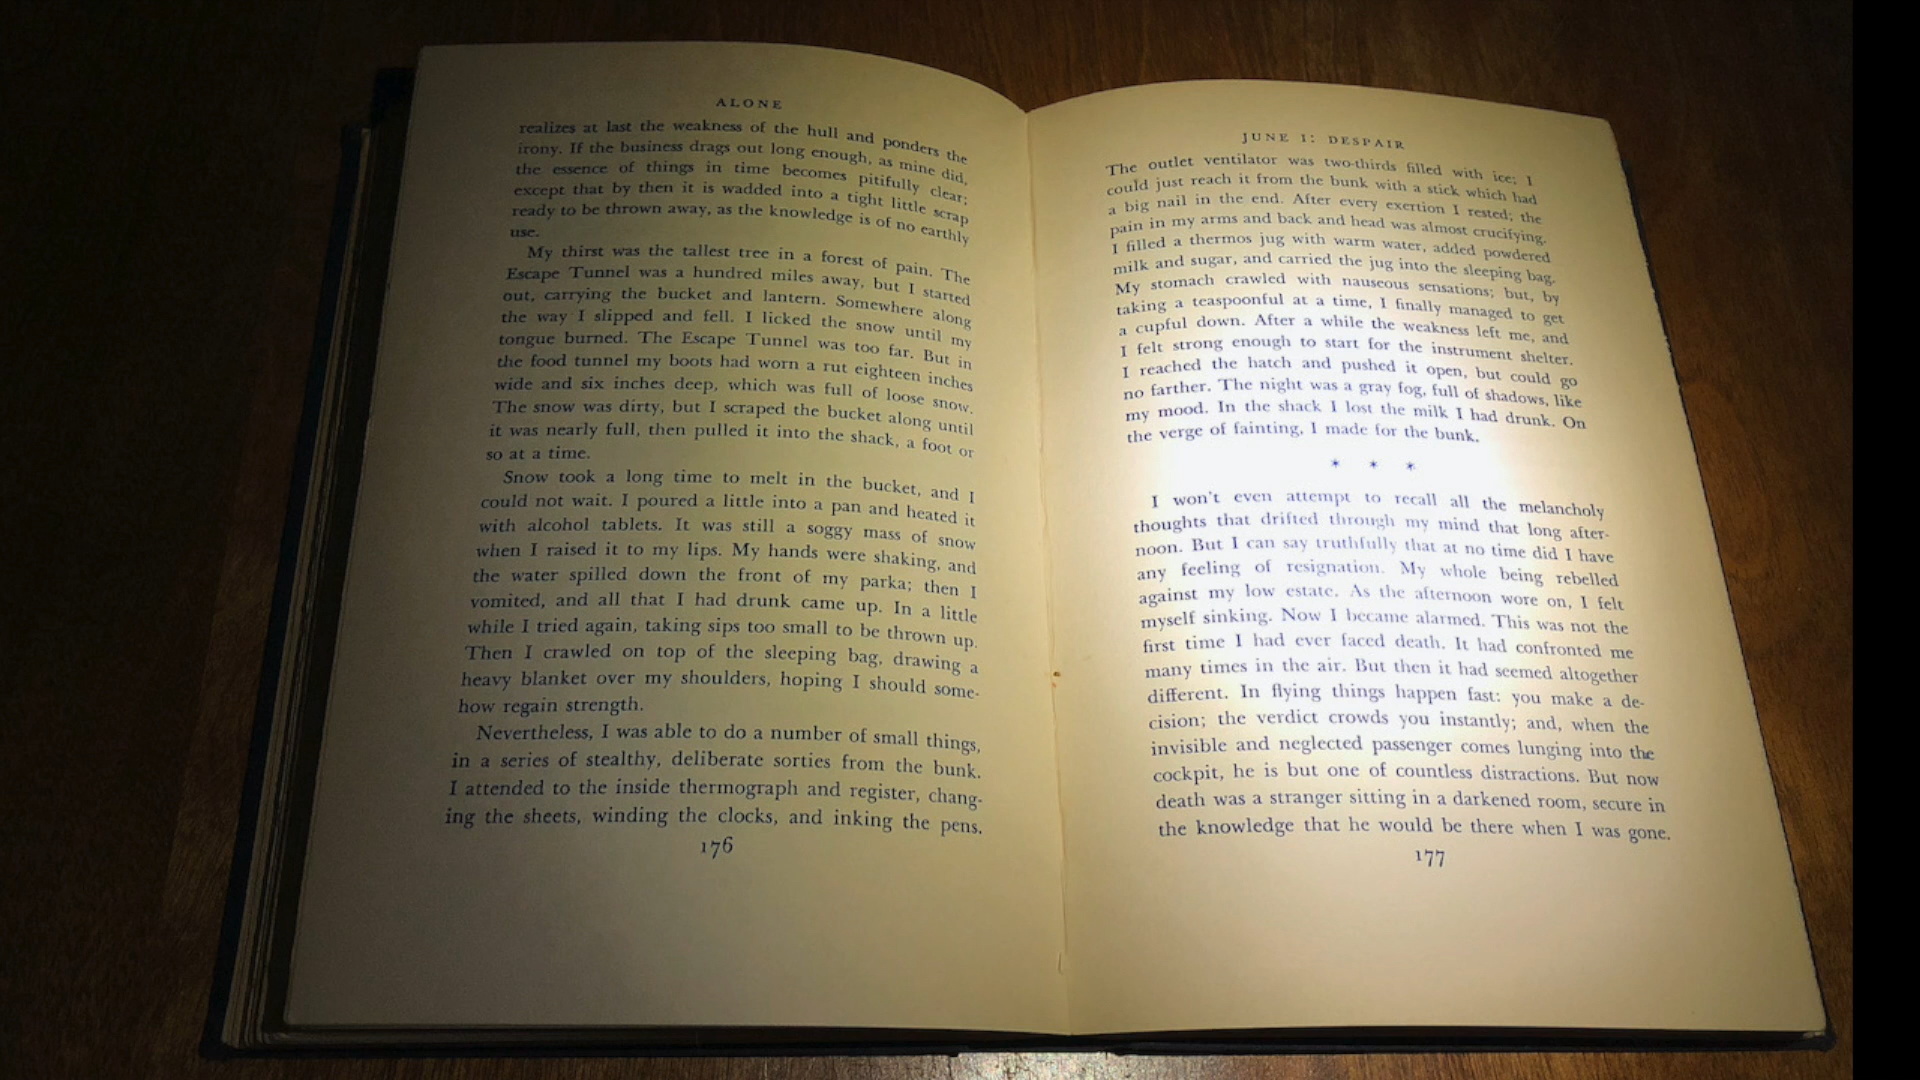 ALONE
realizes at last the weakness of the hull and ponders the
irony. If the business drags out long enough, as mine did,
the essence of things in time becomes pitifully clear;
except that by then it is wadded into a tight little scrap
ready to be thrown away, as the knowledge is of no earthly
use.
My thirst was the tallest tree in a forest of pain. The
Escape Tunnel was a hundred miles away, but I started
out, carrying the bucket and lantern. Somewhere along
the way I slipped and fell. I licked the snow until my
tongue burned. The Escape Tunnel was too far. But in
the food tunnel my boots had worn a rut eighteen inches
wide and six inches deep, which was full of loose snow.
The snow was dirty, but I scraped the bucket along until
it was nearly full, then pulled it into the shack, a foot or
so at a time.
Snow took a long time to melt in the bucket, and I
could not wait. I poured a little into a pan and heated it
with alcohol tablets. It was still a soggy mass of snow
when I raised it to my lips. My hands were shaking, and
the water spilled down the front of my parka; then I
vomited, and all that I had drunk came up. In a little
while I tried again, taking sips too small to be thrown up.
Then I crawled on top of the sleeping bag, drawing a
heavy blanket over my shoulders, hoping I should some-
how regain strength.
Nevertheless, I was able to do a number of small things,
in a series of stealthy, deliberate sorties from the bunk.
I attended to the inside thermograph and register, chang-
ing the sheets, winding the clocks, and inking the pens.
176
JUNE I: DESPAIR
The outlet ventilator was two-thirds filled with ice; I
could just reach it from the bunk with a stick which had
a big nail in the end. After every exertion I rested; the
pain in my arms and back and head was almost crucifying.
I filled a thermos jug with warm water, added powdered
milk and sugar, and carried the jug into the sleeping bag.
My stomach crawled with nauseous sensations; but, by
taking a teaspoonful at a time, I finally managed to get
a cupful down. After a while the weakness left me, and
I felt strong enough to start for the instrument shelter.
I reached the hatch and pushed it open, but could go
no farther. The night was a gray fog, full of shadows, like
my mood. In the shack I lost the milk I had drunk. On
the verge of fainting, I made for the bunk.
* * *
I won't even attempt to recall all the melancholy
thoughts that drifted through my mind that long after-
noon. But I can say truthfully that at no time did I have
any feeling of resignation. My whole being rebelled
against my low estate. As the afternoon wore on, I felt
myself sinking. Now I became alarmed. This was not the
first time I had ever faced death. It had confronted me
many times in the air. But then it had seemed altogether
different. In flying things happen fast: you make a de-
cision; the verdict crowds you instantly; and, when the
invisible and neglected passenger comes lunging into the
cockpit, he is but one of countless distractions. But now
death was a stranger sitting in a darkened room, secure in
the knowledge that he would be there when I was gone.
177